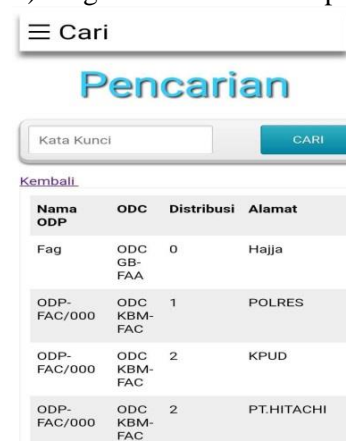 ☰ Cari
Pencarian
Kata Kunci CARI
Kembali
Nama ODP ODC Distribusi Alamat
Fag ODC GB-FAA 0 Hajja
ODP-FAC/000 ODC KBM-FAC 1 POLRES
ODP-FAC/000 ODC KBM-FAC 2 KPUD
ODP-FAC/000 ODC KBM-FAC 2 PT.HITACHI